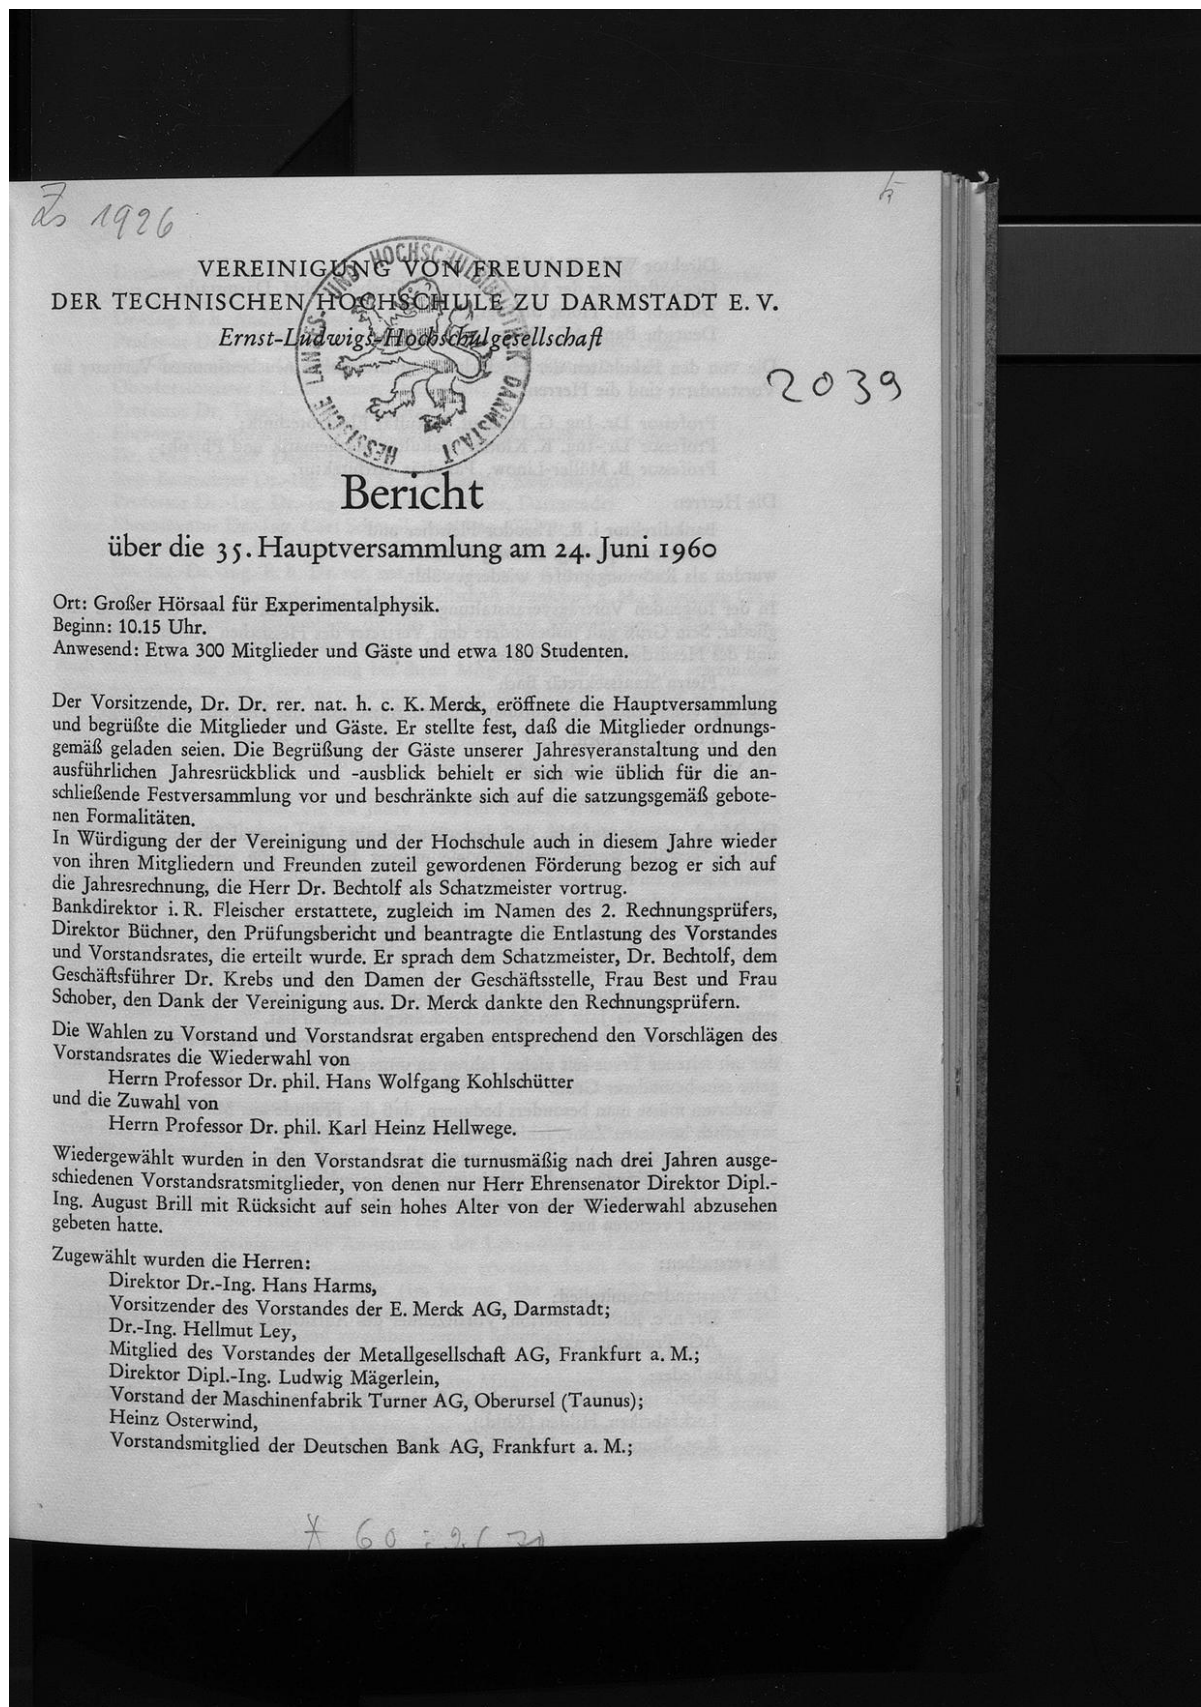 Zs 1926
VEREINIGUNG VON FREUNDEN
DER TECHNISCHEN HOCHSCHULE ZU DARMSTADT E. V.
Ernst-Ludwigs-Hochschulgesellschaft
HESSISCHE LANDES- UND HOCHSCHULBIBLIOTHEK DARMSTADT
2039
Bericht
über die 35. Hauptversammlung am 24. Juni 1960
Ort: Großer Hörsaal für Experimentalphysik.
Beginn: 10.15 Uhr.
Anwesend: Etwa 300 Mitglieder und Gäste und etwa 180 Studenten.
Der Vorsitzende, Dr. Dr. rer. nat. h. c. K. Merck, eröffnete die Hauptversammlung
und begrüßte die Mitglieder und Gäste. Er stellte fest, daß die Mitglieder ordnungs-
gemäß geladen seien. Die Begrüßung der Gäste unserer Jahresveranstaltung und den
ausführlichen Jahresrückblick und -ausblick behielt er sich wie üblich für die an-
schließende Festversammlung vor und beschränkte sich auf die satzungsgemäß gebote-
nen Formalitäten.
In Würdigung der der Vereinigung und der Hochschule auch in diesem Jahre wieder
von ihren Mitgliedern und Freunden zuteil gewordenen Förderung bezog er sich auf
die Jahresrechnung, die Herr Dr. Bechtolf als Schatzmeister vortrug.
Bankdirektor i. R. Fleischer erstattete, zugleich im Namen des 2. Rechnungsprüfers,
Direktor Büchner, den Prüfungsbericht und beantragte die Entlastung des Vorstandes
und Vorstandsrates, die erteilt wurde. Er sprach dem Schatzmeister, Dr. Bechtolf, dem
Geschäftsführer Dr. Krebs und den Damen der Geschäftsstelle, Frau Best und Frau
Schober, den Dank der Vereinigung aus. Dr. Merck dankte den Rechnungsprüfern.
Die Wahlen zu Vorstand und Vorstandsrat ergaben entsprechend den Vorschlägen des
Vorstandsrates die Wiederwahl von
Herrn Professor Dr. phil. Hans Wolfgang Kohlschütter
und die Zuwahl von
Herrn Professor Dr. phil. Karl Heinz Hellwege.
Wiedergewählt wurden in den Vorstandsrat die turnusmäßig nach drei Jahren ausge-
schiedenen Vorstandsratsmitglieder, von denen nur Herr Ehrensenator Direktor Dipl.-
Ing. August Brill mit Rücksicht auf sein hohes Alter von der Wiederwahl abzusehen
gebeten hatte.
Zugewählt wurden die Herren:
Direktor Dr.-Ing. Hans Harms,
Vorsitzender des Vorstandes der E. Merck AG, Darmstadt;
Dr.-Ing. Hellmut Ley,
Mitglied des Vorstandes der Metallgesellschaft AG, Frankfurt a. M.;
Direktor Dipl.-Ing. Ludwig Mägerlein,
Vorstand der Maschinenfabrik Turner AG, Oberursel (Taunus);
Heinz Osterwind,
Vorstandsmitglied der Deutschen Bank AG, Frankfurt a. M.;